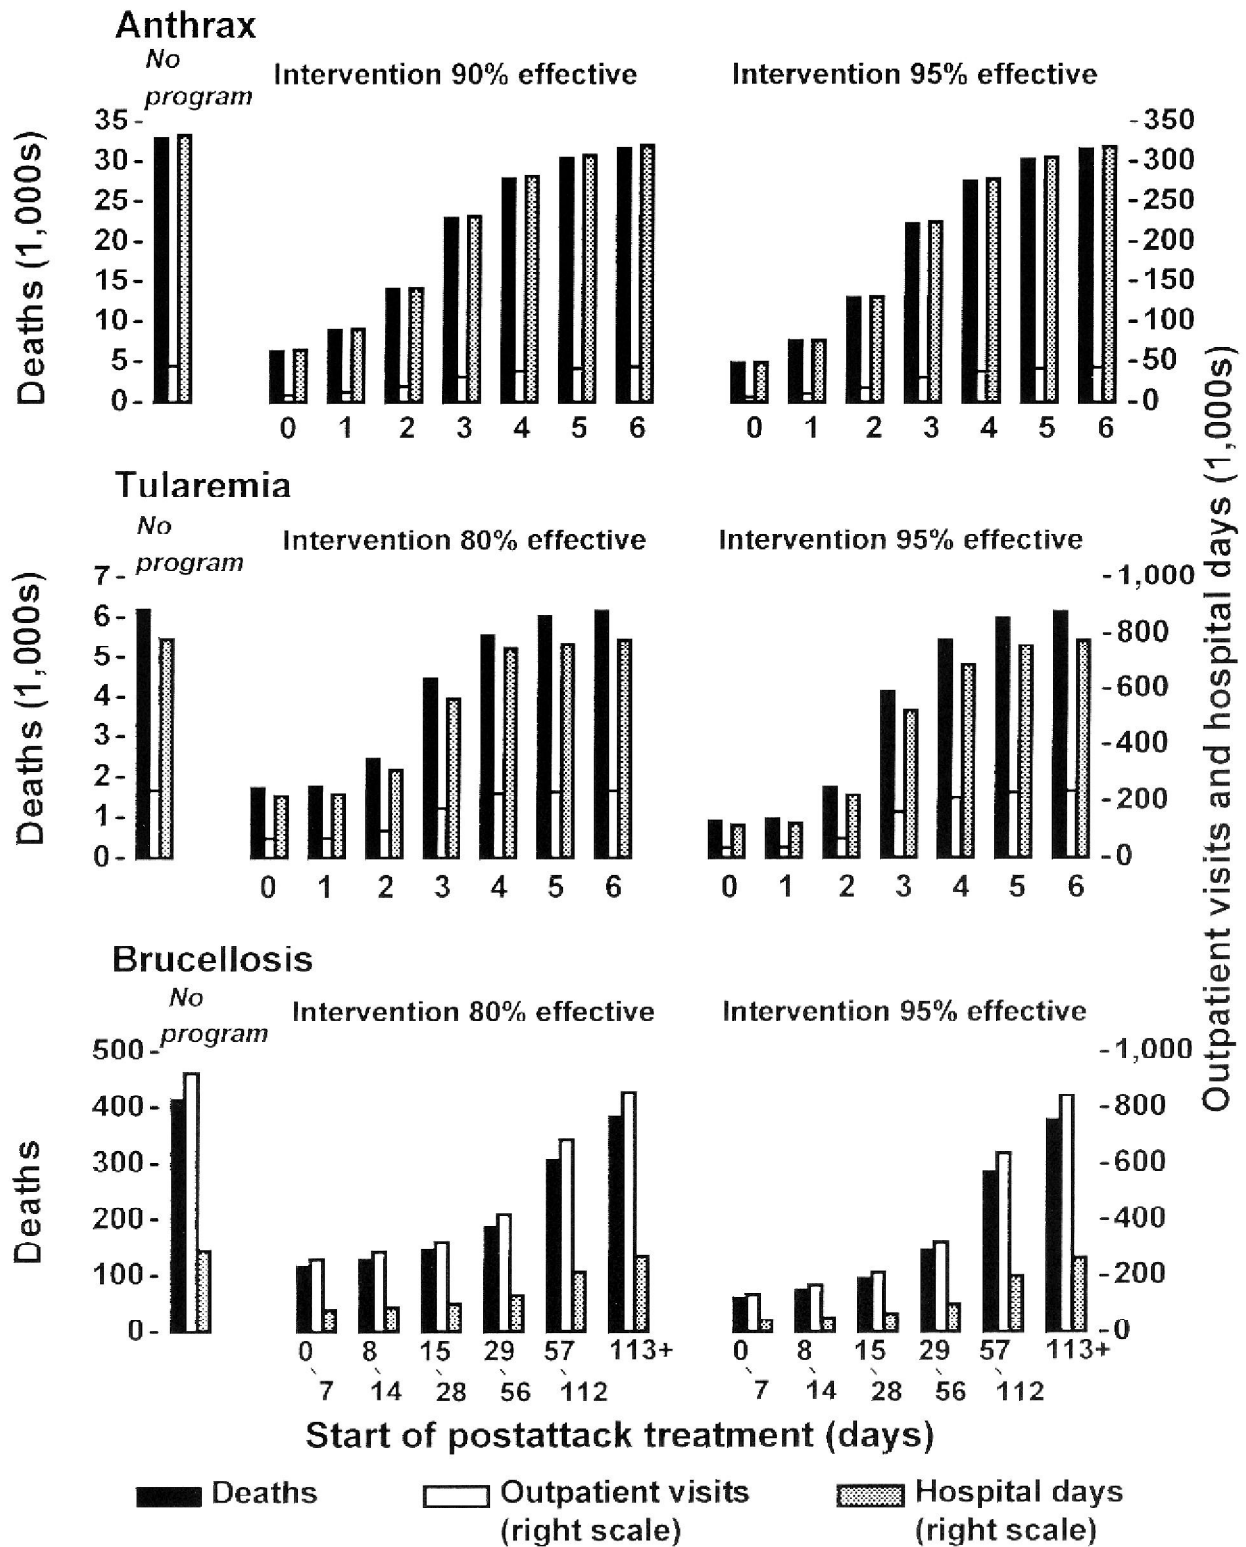 Anthrax
No
program
Intervention 90% effective
Intervention 95% effective
Deaths (1,000s)
35 -
30 -
25 -
20 -
15 -
10 -
5 -
0 -
- 350
- 300
- 250
- 200
- 150
- 100
- 50
- 0
0 1 2 3 4 5 6
0 1 2 3 4 5 6
Tularemia
No
program
Intervention 80% effective
Intervention 95% effective
Deaths (1,000s)
7 -
6 -
5 -
4 -
3 -
2 -
1 -
0 -
- 1,000
- 800
- 600
- 400
- 200
- 0
0 1 2 3 4 5 6
0 1 2 3 4 5 6
Outpatient visits and hospital days (1,000s)
Brucellosis
No
program
Intervention 80% effective
Intervention 95% effective
Deaths
500 -
400 -
300 -
200 -
100 -
0 -
- 1,000
- 800
- 600
- 400
- 200
- 0
0 8 15 29 57 113+
7 14 28 56 112
0 8 15 29 57 113+
7 14 28 56 112
Start of postattack treatment (days)
Deaths
Outpatient visits
(right scale)
Hospital days
(right scale)